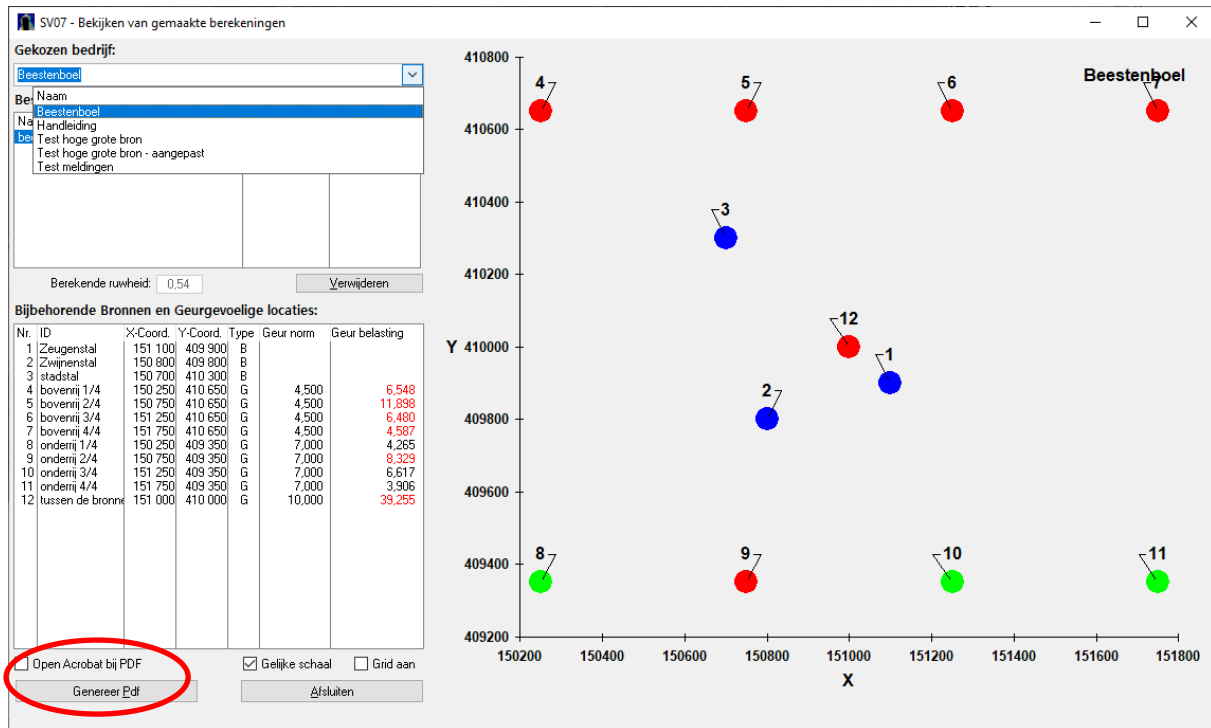 SV07 - Bekijken van gemaakte berekeningen
Gekozen bedrijf:
Beestenboel
Naam
Beestenboel
Handleiding
Test hoge grote bron
Test hoge grote bron - aangepast
Test meldingen
Berekende ruwheid: 0,54 Verwijderen
Bijbehorende Bronnen en Geurgevoelige locaties:
Nr. ID X-Coord. Y-Coord. Type Geur norm Geur belasting
1 Zeugenstal 151 100 409 900 B
2 Zwijnenstal 150 800 409 800 B
3 stadstal 150 700 410 300 B
4 bovenrij 1/4 150 250 410 650 G 4,500 6,548
5 bovenrij 2/4 150 750 410 650 G 4,500 11,898
6 bovenrij 3/4 151 250 410 650 G 4,500 6,480
7 bovenrij 4/4 151 750 410 650 G 4,500 4,587
8 onderrij 1/4 150 250 409 350 G 7,000 4,265
9 onderrij 2/4 150 750 409 350 G 7,000 8,329
10 onderrij 3/4 151 250 409 350 G 7,000 6,617
11 onderrij 4/4 151 750 409 350 G 7,000 3,906
12 tussen de bronne 151 000 410 000 G 10,000 39,255
Open Acrobat bij PDF Gelijke schaal Grid aan
Genereer Pdf Afsluiten
Beestenboel
410800
4 5 6 7
410600
410400
3
410200
12
Y 410000
1
2
409800
409600
409400
8 9 10 11
409200
150200 150400 150600 150800 151000 151200 151400 151600 151800
X